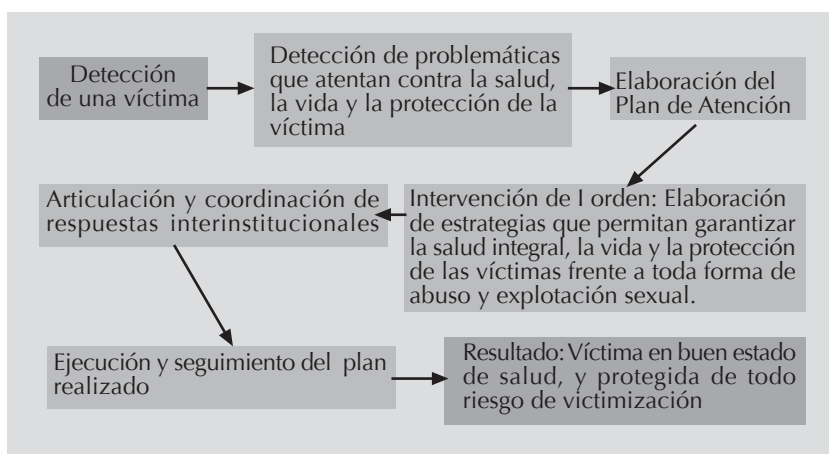 Detección
de una víctima
Detección de problemáticas
que atentan contra la salud,
la vida y la protección de la
víctima
Elaboración del
Plan de Atención
Intervención de I orden: Elaboración
de estrategias que permitan garantizar
la salud integral, la vida y la protección
de las víctimas frente a toda forma de
abuso y explotación sexual.
Articulación y coordinación de
respuestas interinstitucionales
Ejecución y seguimiento del plan
realizado
Resultado: Víctima en buen estado
de salud, y protegida de todo
riesgo de victimización